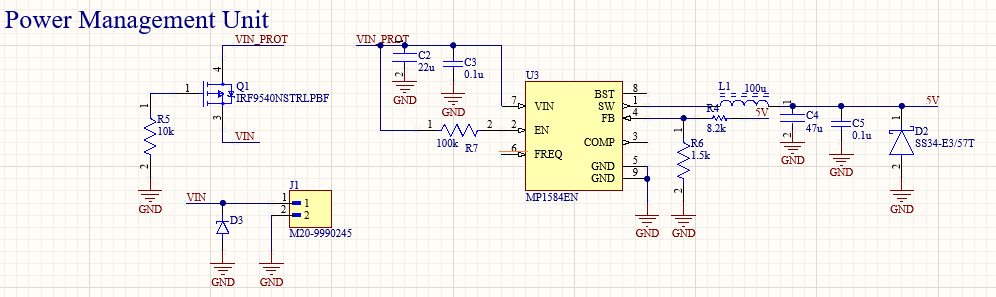 Power Management Unit
VIN_PROT
4
Q1
1
IRF9540NSTRLPBF
3
VIN
1
R5
10k
2
GND
VIN
D3
GND
J1
1 1
2 2
M20-9990245
GND
VIN_PROT
C2
22u
2
GND
C3
0.1u
GND
1 2
100k R7
U3
7 VIN
2 EN
6 FREQ
BST 8
SW 1
FB 4
COMP 3
GND 5
GND 9
MP1584EN
GND
L1 100u
R4
8.2k
5V
1
R6
1.5k
2
GND
1
C4
47u
2
GND
C5
0.1u
GND
5V
1
D2
SS34-E3/57T
2
GND